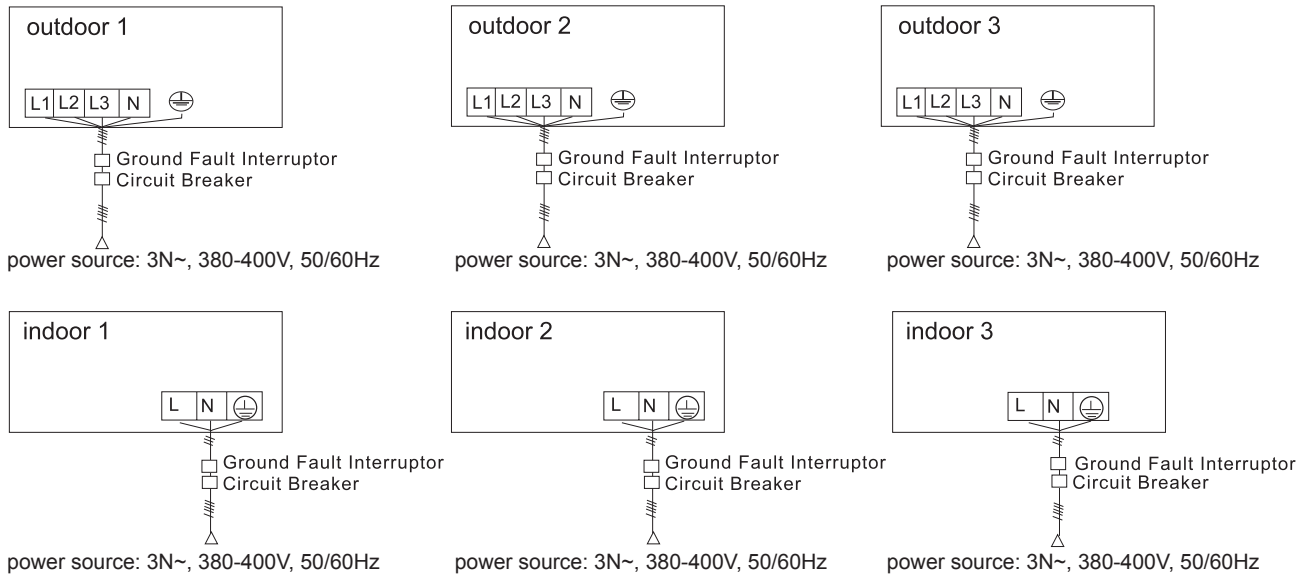 outdoor 1
L1 L2 L3 N
Ground Fault Interruptor
Circuit Breaker
power source: 3N~, 380-400V, 50/60Hz
outdoor 2
L1 L2 L3 N
Ground Fault Interruptor
Circuit Breaker
power source: 3N~, 380-400V, 50/60Hz
outdoor 3
L1 L2 L3 N
Ground Fault Interruptor
Circuit Breaker
power source: 3N~, 380-400V, 50/60Hz
indoor 1
L N
Ground Fault Interruptor
Circuit Breaker
power source: 3N~, 380-400V, 50/60Hz
indoor 2
L N
Ground Fault Interruptor
Circuit Breaker
power source: 3N~, 380-400V, 50/60Hz
indoor 3
L N
Ground Fault Interruptor
Circuit Breaker
power source: 3N~, 380-400V, 50/60Hz